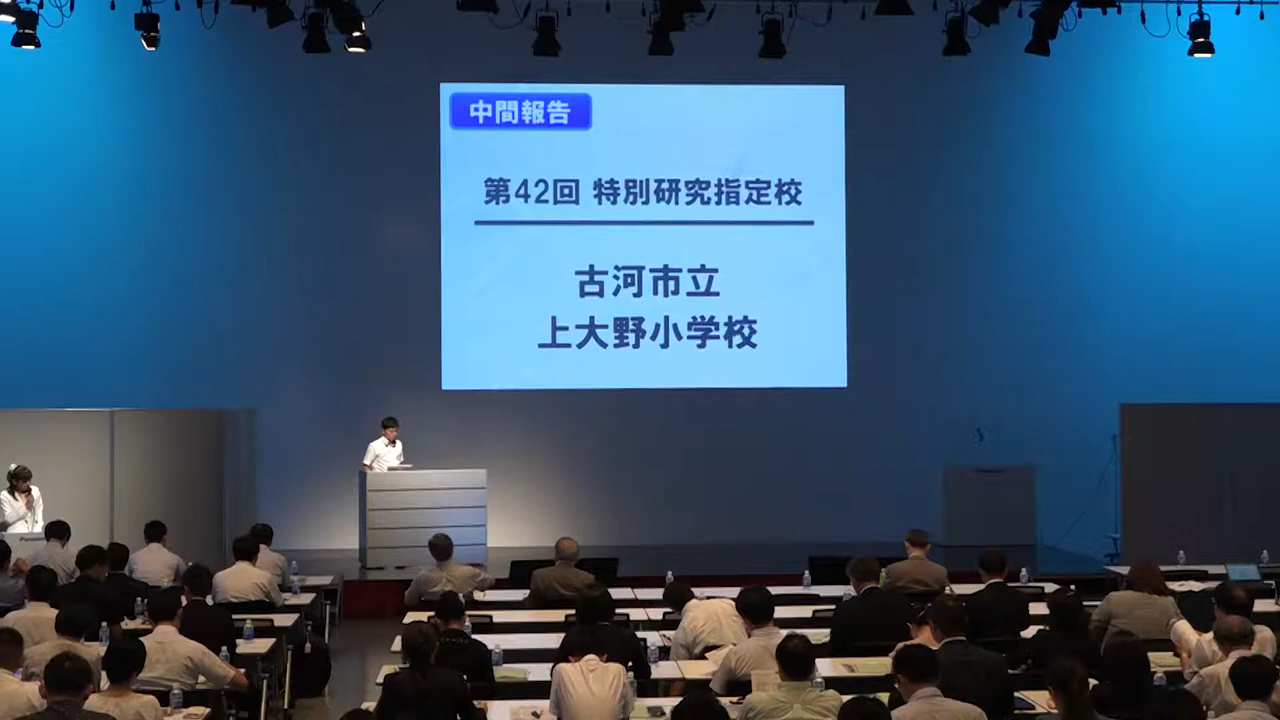 中間報告
第42回 特別研究指定校
古河市立
上大野小学校
Panasonic